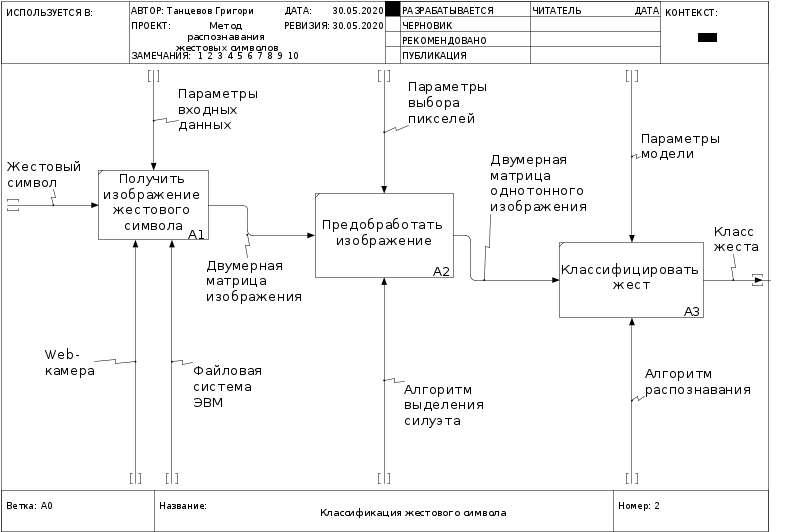 ИСПОЛЬЗУЕТСЯ В:
АВТОР: Танцевов Григори
ДАТА: 30.05.2020
РАЗРАБАТЫВАЕТСЯ
ЧИТАТЕЛЬ
ДАТА
КОНТЕКСТ:
ПРОЕКТ: Метод
распознавания
жестовых символов
РЕВИЗИЯ: 30.05.2020
ЧЕРНОВИК
РЕКОМЕНДОВАНО
ЗАМЕЧАНИЯ: 1 2 3 4 5 6 7 8 9 10
ПУБЛИКАЦИЯ
Параметры
входных
данных
Параметры
выбора
пикселей
Параметры
модели
Жестовый
символ
Получить
изображение
жестового
символа
A1
Двумерная
матрица
изображения
Предобработать
изображение
A2
Двумерная
матрица
однотонного
изображения
Классифицировать
жест
A3
Класс
жеста
Web-
камера
Файловая
система
ЭВМ
Алгоритм
выделения
силуэта
Алгоритм
распознавания
Ветка: A0
Название:
Классификация жестового символа
Номер: 2